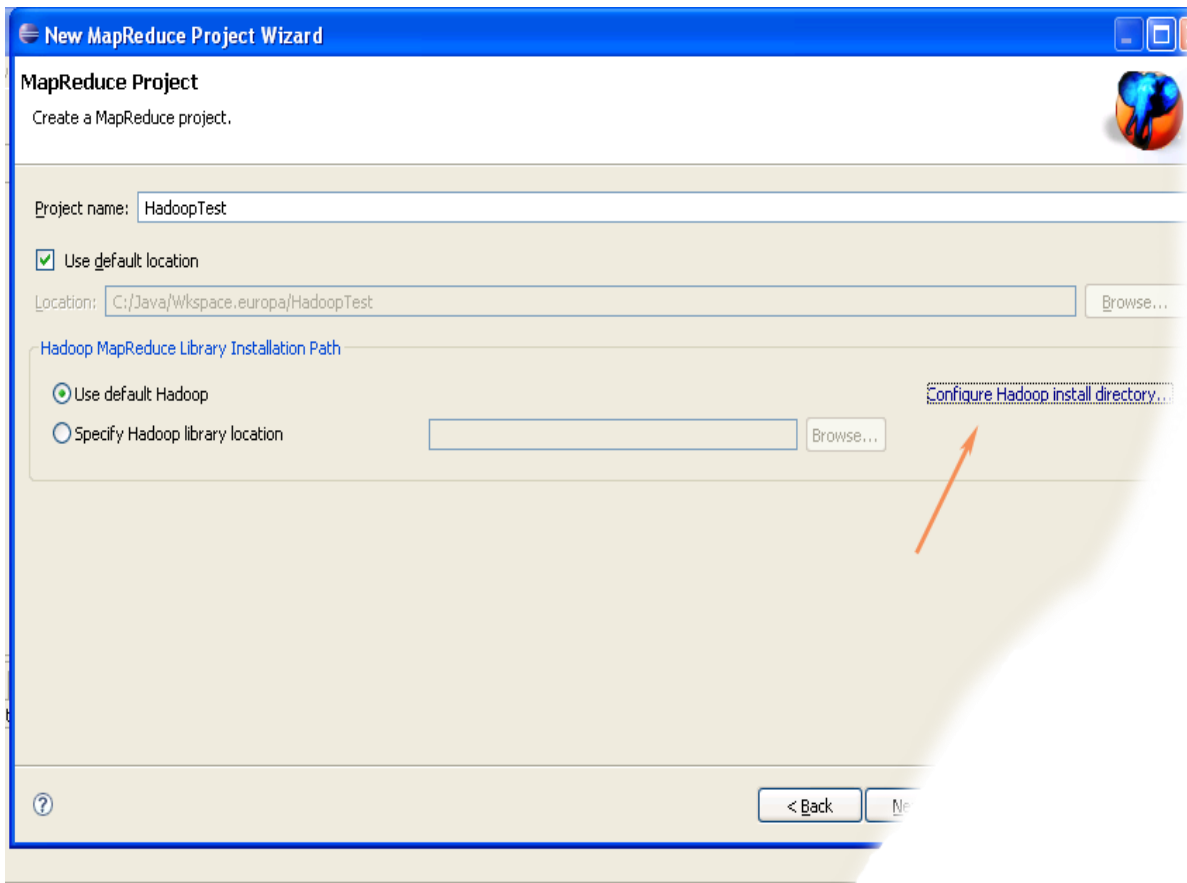 New MapReduce Project Wizard
MapReduce Project
Create a MapReduce project.
Project name: HadoopTest
Use default location
Location: C:/Java/Wkspace.europa/HadoopTest Browse...
Hadoop MapReduce Library Installation Path
Use default Hadoop Configure Hadoop install directory...
Specify Hadoop library location Browse...
? < Back